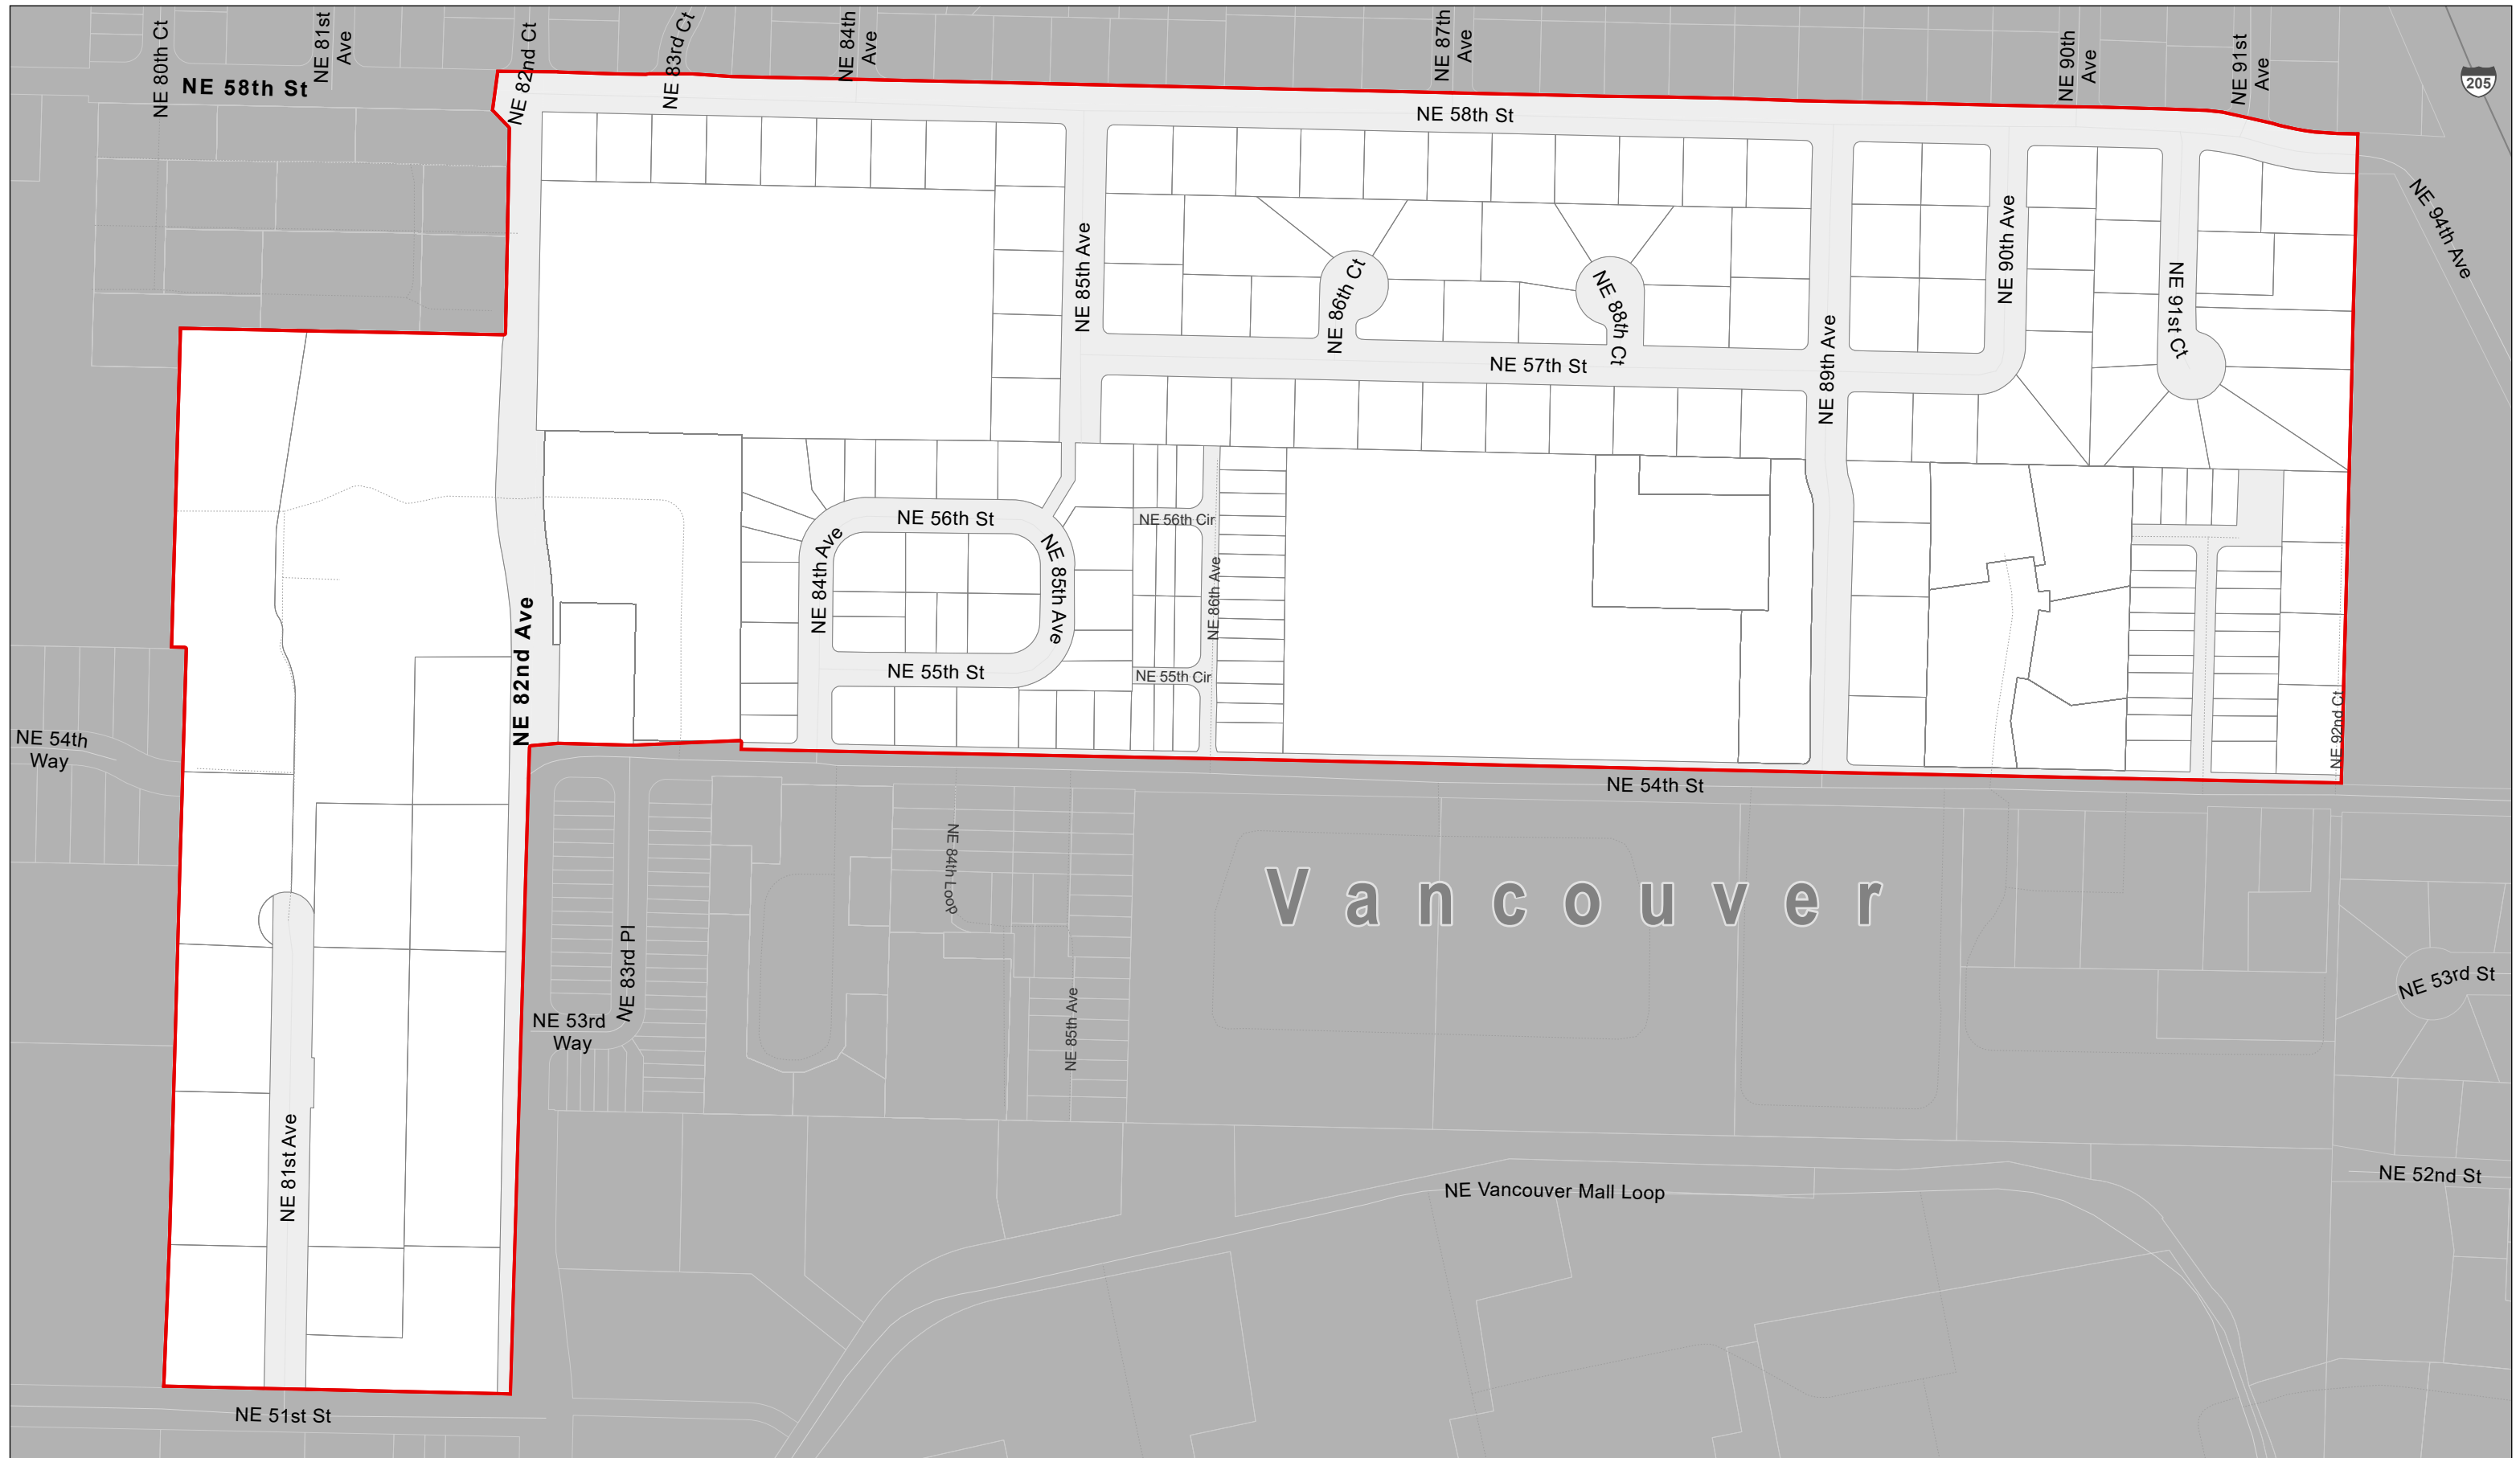 NE 80th Ct
NE 81st
Ave
NE 82nd Ct
NE 83rd Ct
NE 84th
Ave
NE 87th
Ave
NE 90th
Ave
NE 91st
Ave
205
NE 58th St
NE 58th St
NE 94th Ave
NE 85th Ave
NE 86th Ct
NE 88th Ct
NE 89th Ave
NE 90th Ave
NE 91st Ct
NE 57th St
NE 56th St
NE 56th Cir
NE 84th Ave
NE 85th Ave
NE 86th Ave
NE 82nd Ave
NE 55th St
NE 55th Cir
NE 92nd Ct
NE 54th
Way
NE 54th St
NE 84th Loop
Vancouver
NE 83rd Pl
NE 53rd St
NE 53rd
Way
NE 85th Ave
NE 81st Ave
NE 52nd St
NE Vancouver Mall Loop
NE 51st St